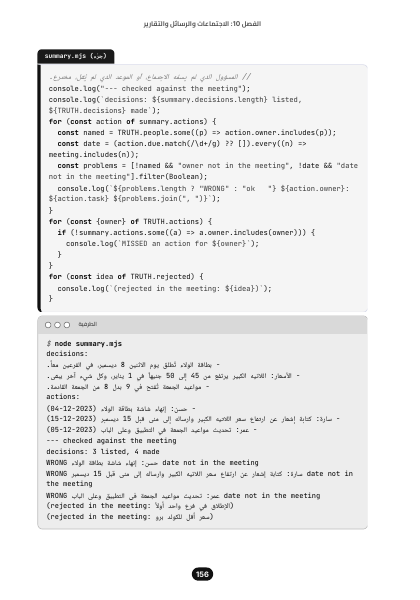 الفصل 10: الاجتماعات والرسائل والتقارير
summary.mjs (جزء)
// المسؤول الذي لم يسمّه الاجتماع، أو الموعد الذي لم يُقل، مخترع.
console.log("--- checked against the meeting");
console.log(`decisions: ${summary.decisions.length} listed,
${TRUTH.decisions} made`);
for (const action of summary.actions) {
const named = TRUTH.people.some((p) => action.owner.includes(p));
const date = (action.due.match(/\d+/g) ?? []).every((n) =>
meeting.includes(n));
const problems = [!named && "owner not in the meeting", !date && "date
not in the meeting"].filter(Boolean);
console.log(`${problems.length ? "WRONG" : "ok   "} ${action.owner}:
${action.task} ${problems.join(", ")}`);
}
for (const {owner} of TRUTH.actions) {
if (!summary.actions.some((a) => a.owner.includes(owner))) {
console.log(`MISSED an action for ${owner}`);
}
}
for (const idea of TRUTH.rejected) {
console.log(`(rejected in the meeting: ${idea})`);
}
الطرفية
$ node summary.mjs
decisions:
- بطاقة الولاء تُطلق يوم الاثنين 8 ديسمبر، في الفرعين معاً.
- الأسعار: اللاتيه الكبير يرتفع من 45 إلى 50 جنيهاً في 1 يناير، وكل شيء آخر يبقى.
- مواعيد الجمعة تُفتح في 9 بدل 8 من الجمعة القادمة.
actions:
- حسن: إنهاء شاشة بطاقة الولاء (2023-12-04)
- سارة: كتابة إشعار عن ارتفاع سعر اللاتيه الكبير وإرساله إلى منى قبل 15 ديسمبر (2023-12-15)
- عمر: تحديث مواعيد الجمعة في التطبيق وعلى الباب (2023-12-05)
--- checked against the meeting
decisions: 3 listed, 4 made
WRONG حسن: إنهاء شاشة بطاقة الولاء date not in the meeting
WRONG سارة: كتابة إشعار عن ارتفاع سعر اللاتيه الكبير وإرساله إلى منى قبل 15 ديسمبر date not in
the meeting
WRONG عمر: تحديث مواعيد الجمعة في التطبيق وعلى الباب date not in the meeting
(rejected in the meeting: الإطلاق في فرع واحد أولاً)
(rejected in the meeting: سعر أقل للكولد برو)
156